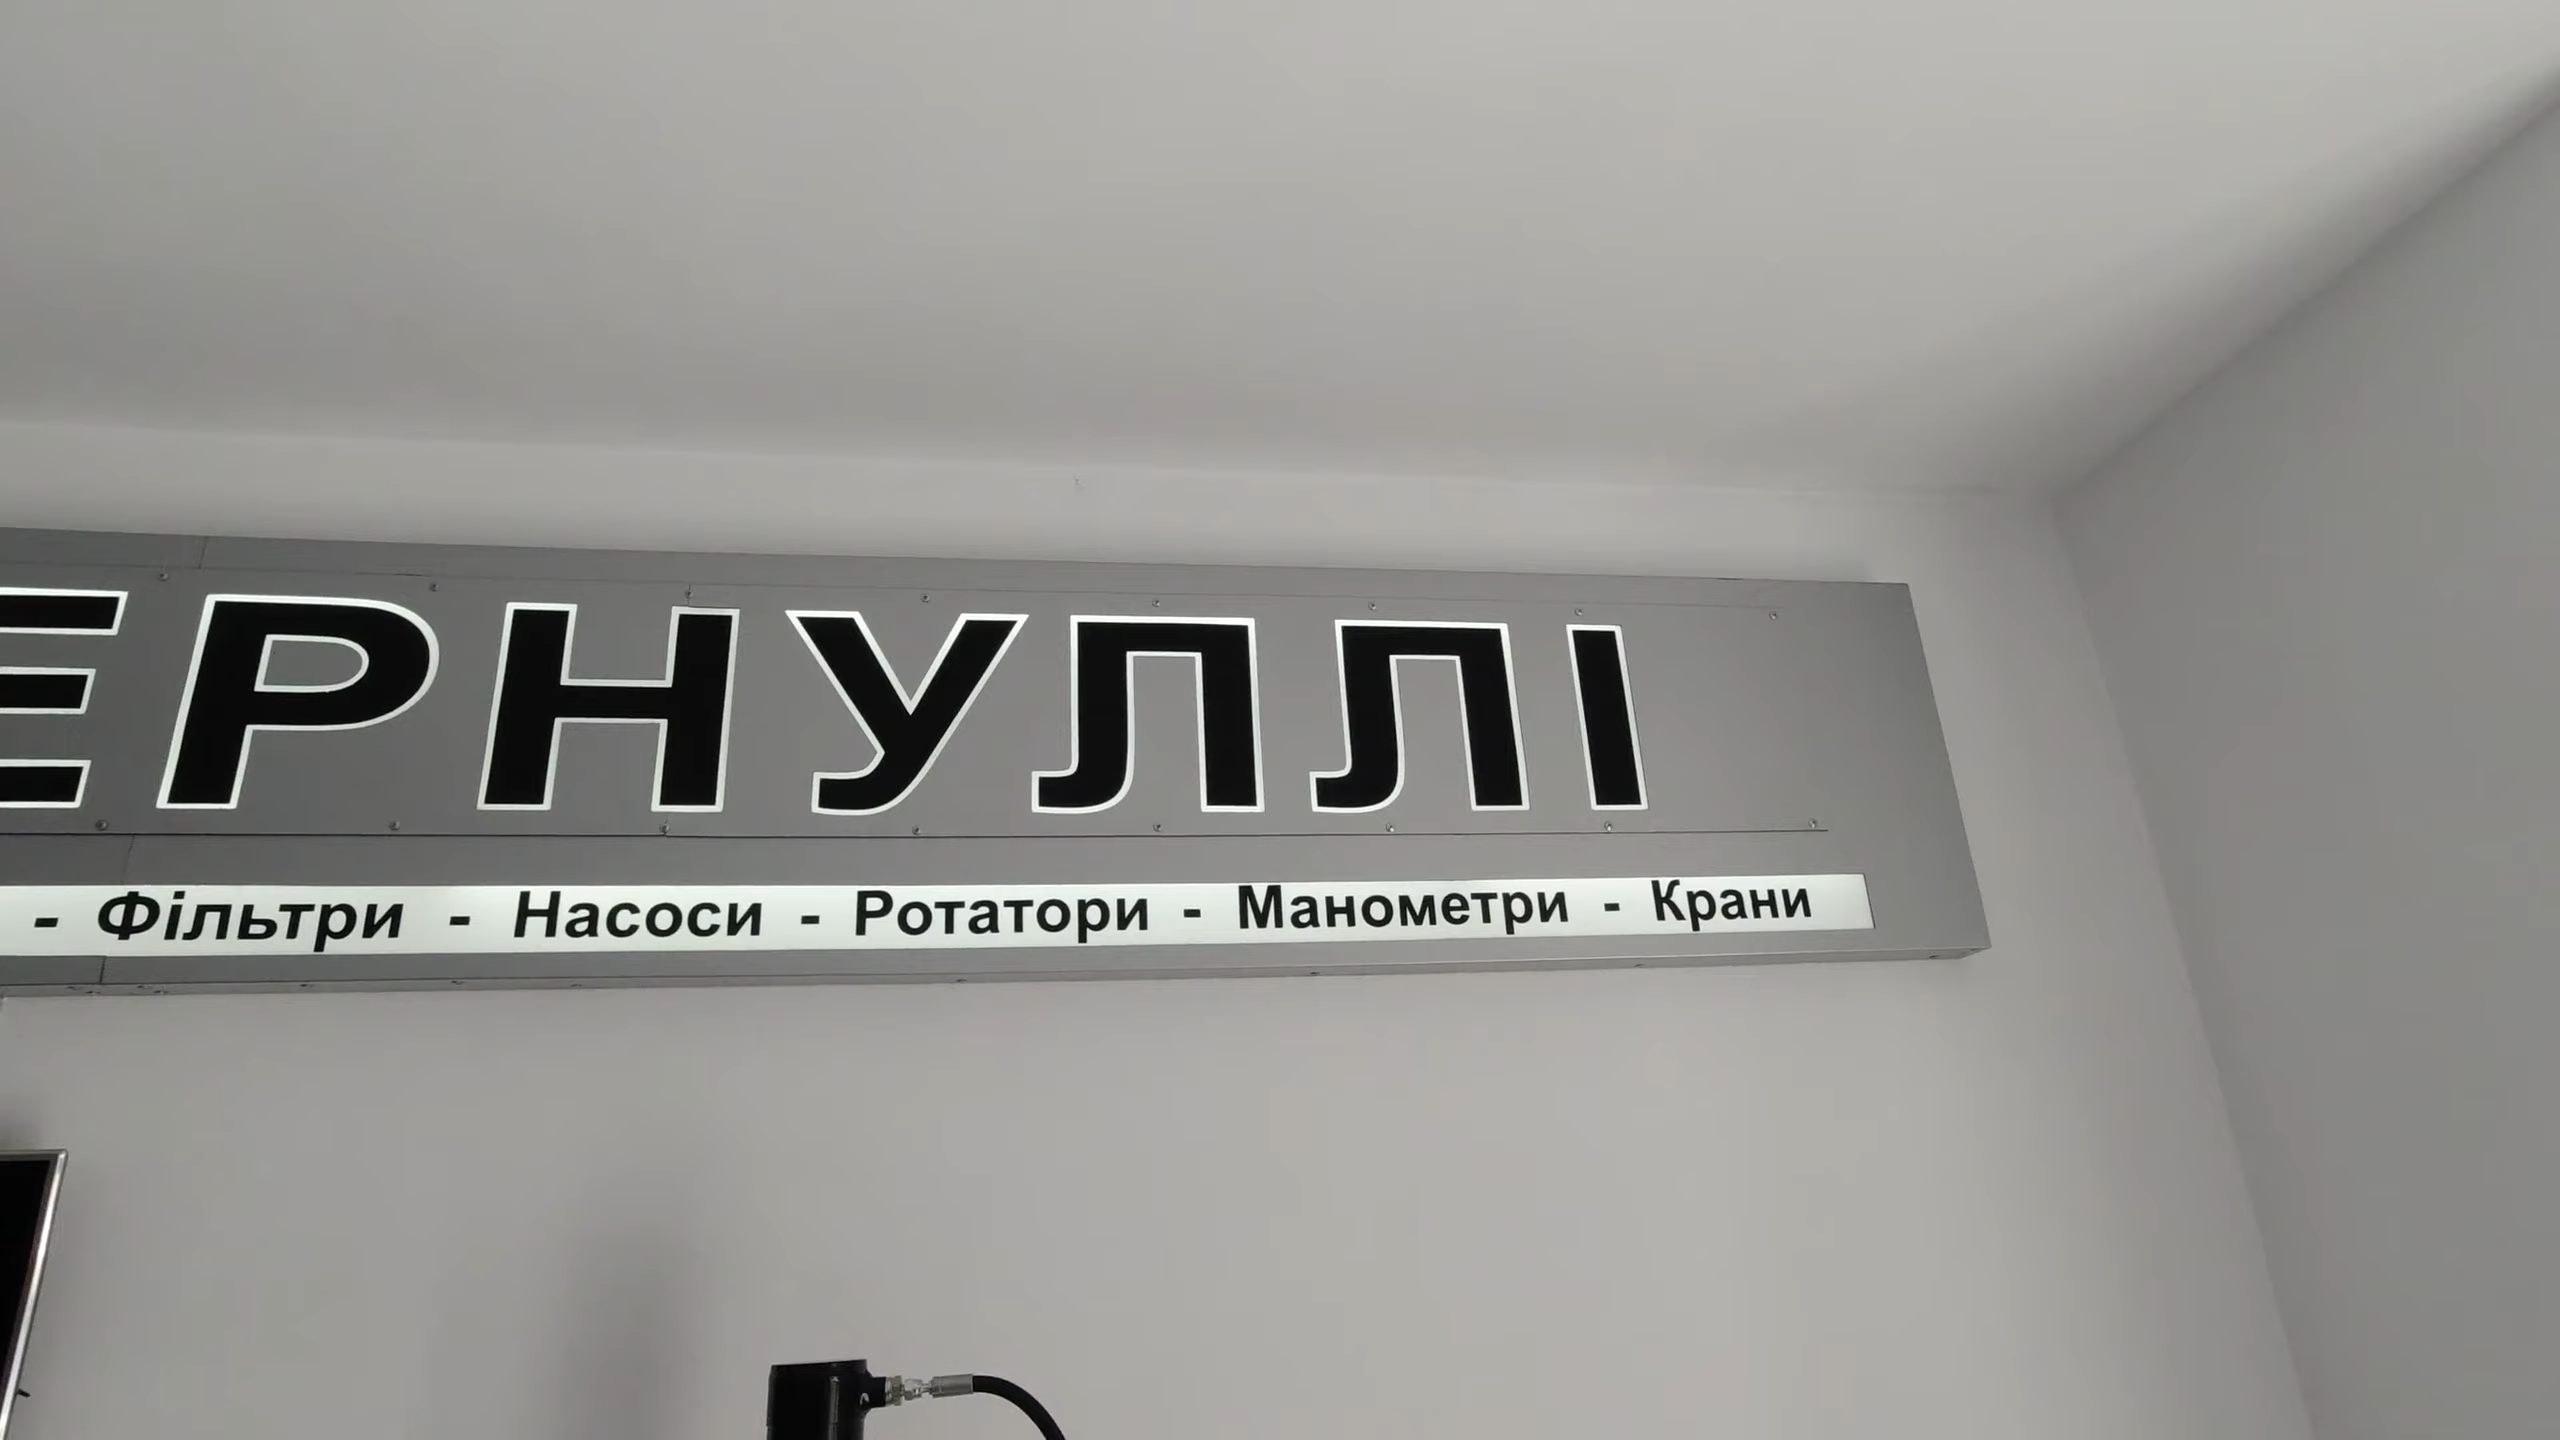 ЕРНУЛЛІ
- Фільтри - Насоси - Ротатори - Манометри - Крани